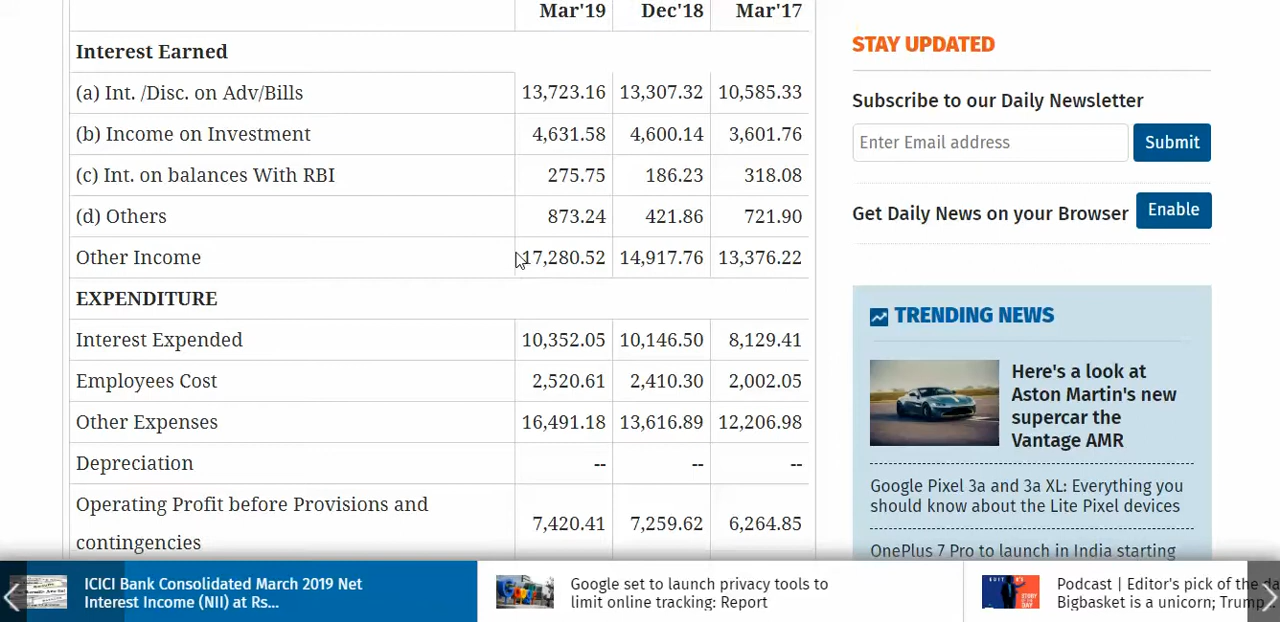 Mar'19 Dec'18 Mar'17
Interest Earned
(a) Int. /Disc. on Adv/Bills 13,723.16 13,307.32 10,585.33
(b) Income on Investment 4,631.58 4,600.14 3,601.76
(c) Int. on balances With RBI 275.75 186.23 318.08
(d) Others 873.24 421.86 721.90
Other Income 17,280.52 14,917.76 13,376.22
EXPENDITURE
Interest Expended 10,352.05 10,146.50 8,129.41
Employees Cost 2,520.61 2,410.30 2,002.05
Other Expenses 16,491.18 13,616.89 12,206.98
Depreciation -- -- --
Operating Profit before Provisions and
contingencies 7,420.41 7,259.62 6,264.85
STAY UPDATED
Subscribe to our Daily Newsletter
Enter Email address Submit
Get Daily News on your Browser Enable
TRENDING NEWS
Here's a look at
Aston Martin's new
supercar the
Vantage AMR
Google Pixel 3a and 3a XL: Everything you
should know about the Lite Pixel devices
OnePlus 7 Pro to launch in India starting
ICICI Bank Consolidated March 2019 Net
Interest Income (NII) at Rs...
Google set to launch privacy tools to
limit online tracking: Report
Podcast | Editor's pick of the da
Bigbasket is a unicorn; Trump